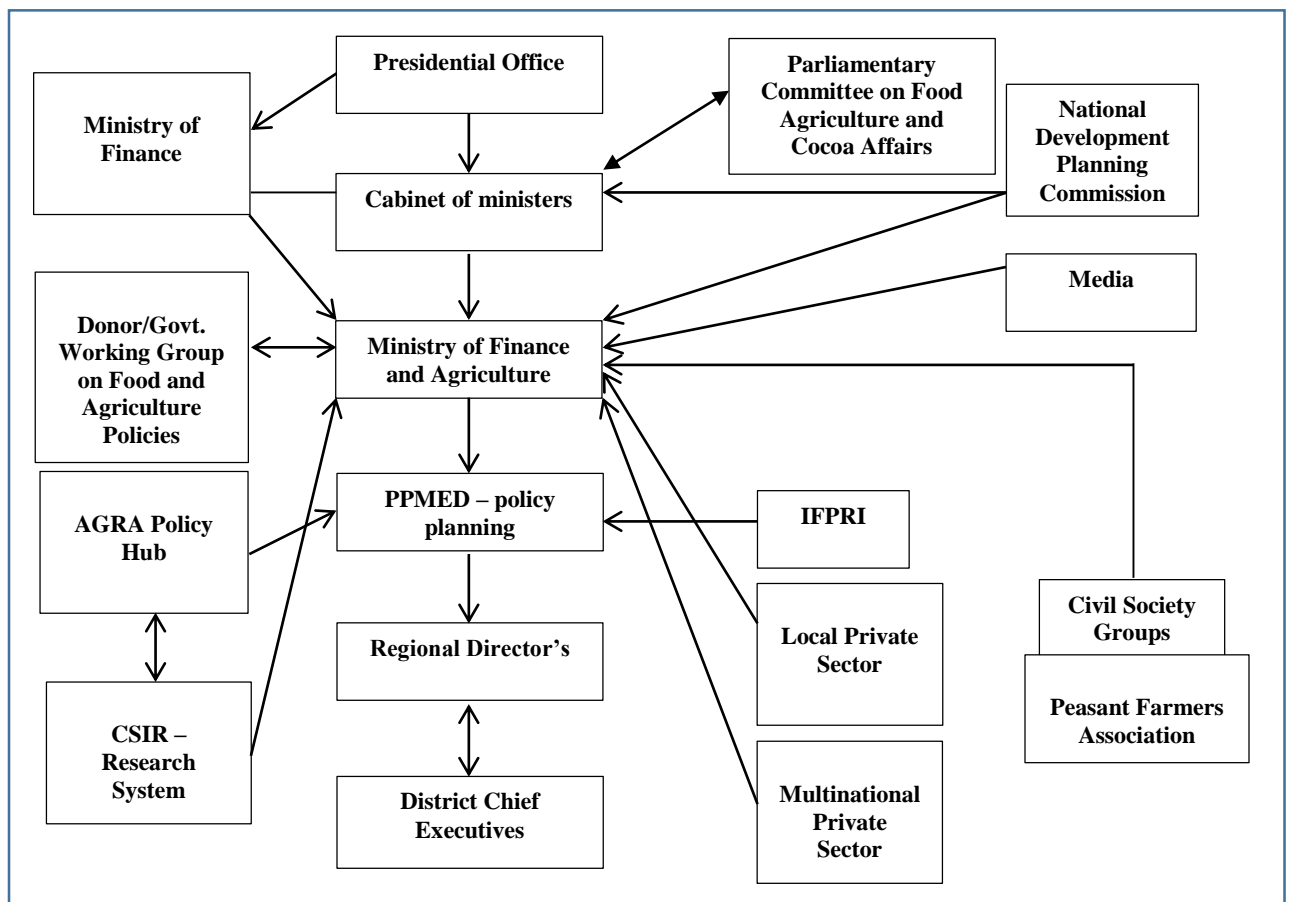 Presidential Office
Ministry of
Finance
Parliamentary
Committee on Food
Agriculture and
Cocoa Affairs
National
Development
Planning
Commission
Cabinet of ministers
Media
Donor/Govt.
Working Group
on Food and
Agriculture
Policies
Ministry of Finance
and Agriculture
AGRA Policy
Hub
PPMED – policy
planning
IFPRI
Civil Society
Groups
Local Private
Sector
Regional Director’s
Peasant Farmers
Association
CSIR –
Research
System
District Chief
Executives
Multinational
Private
Sector